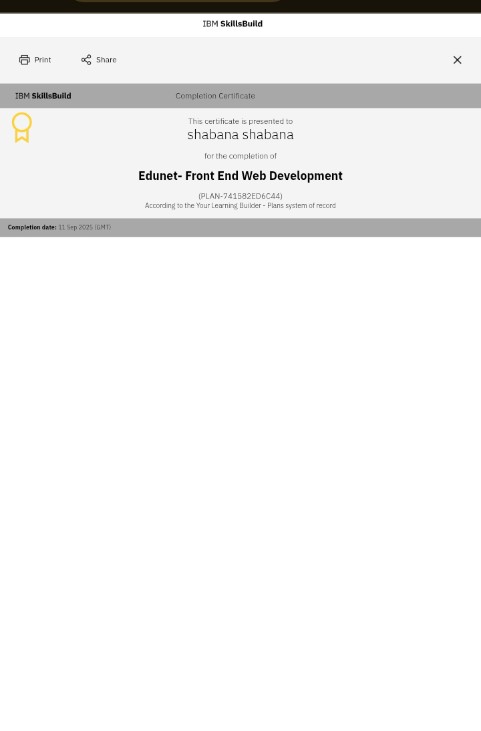 IBM SkillsBuild
Print
Share
IBM SkillsBuild
Completion Certificate
This certificate is presented to
shabana shabana
for the completion of
Edunet- Front End Web Development
(PLAN-741582ED6C44)
According to the Your Learning Builder - Plans system of record
Completion date: 11 Sep 2025 (GMT)